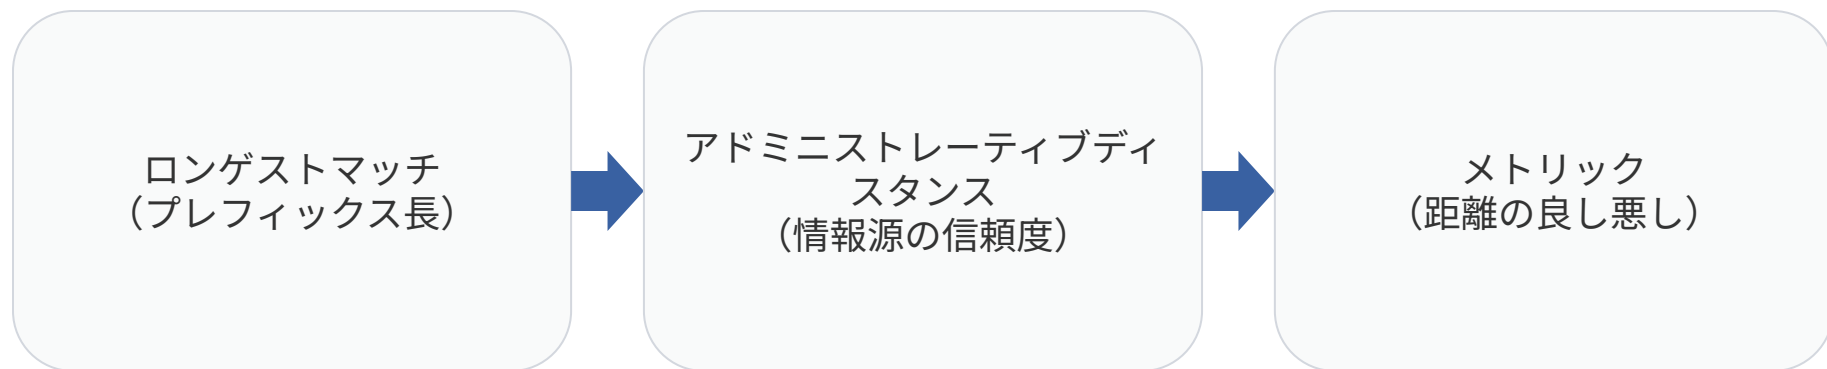 ロンゲストマッチ
（プレフィックス長）
アドミニストレーティブディ
スタンス
（情報源の信頼度）
メトリック
（距離の良し悪し）